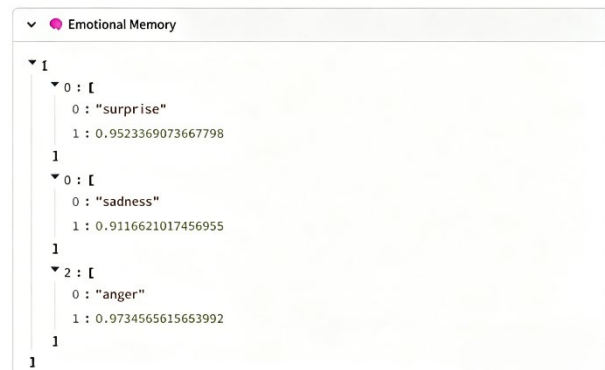 Emotional Memory
[
0 : [
0 : "surprise"
1 : 0.9523369073667798
]
0 : [
0 : "sadness"
1 : 0.9116621017456955
]
2 : [
0 : "anger"
1 : 0.9734565615653992
]
]